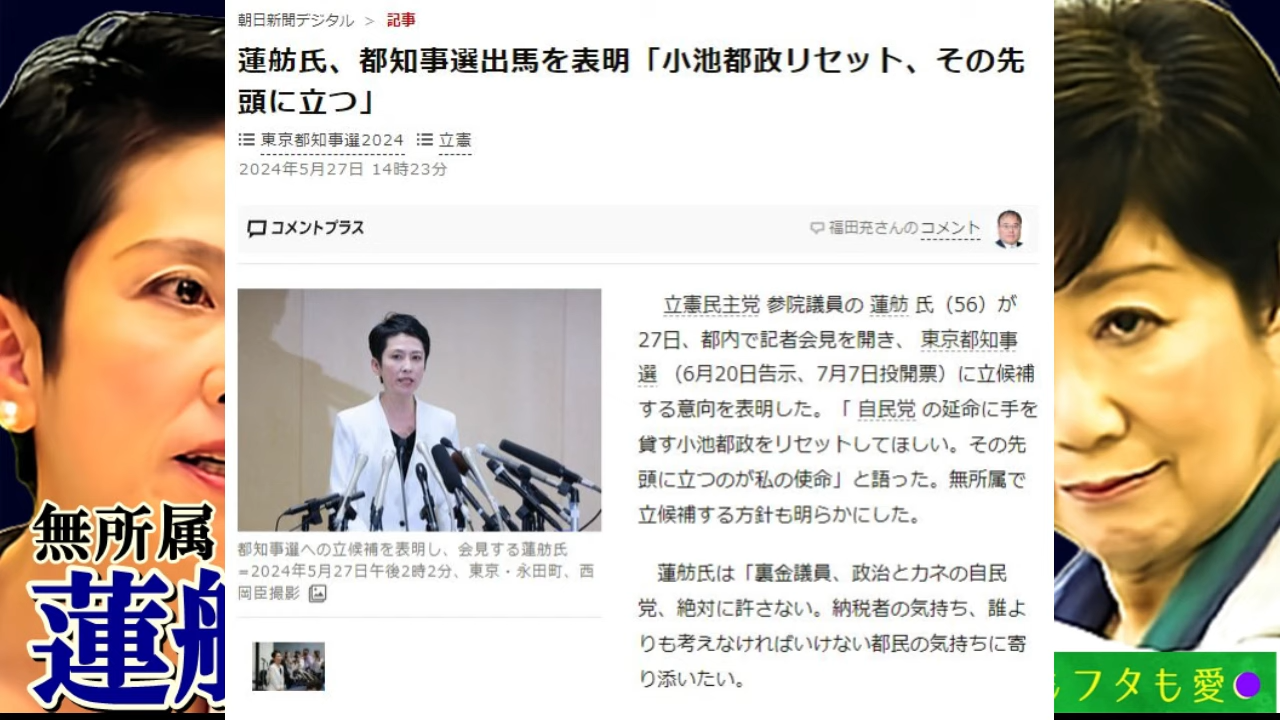 朝日新聞デジタル > 記事
蓮舫氏、都知事選出馬を表明「小池都政リセット、その先
頭に立つ」
東京都知事選2024 立憲
2024年5月27日 14時23分
コメントプラス
福田充さんのコメント
立憲民主党 参院議員の 蓮舫 氏（56）が
27日、都内で記者会見を開き、 東京都知事
選 （6月20日告示、7月7日投開票）に立候補
する意向を表明した。「 自民党 の延命に手を
貸す小池都政をリセットしてほしい。その先
頭に立つのが私の使命」と語った。無所属で
立候補する方針も明らかにした。
蓮舫氏は「裏金議員、政治とカネの自民
党、絶対に許さない。納税者の気持ち、誰よ
りも考えなければいけない都民の気持ちに寄
り添いたい。
都知事選への立候補を表明し、会見する蓮舫氏
=2024年5月27日午後2時2分、東京・永田町、西
岡臣撮影
無所属
蓮舫
フタも愛●